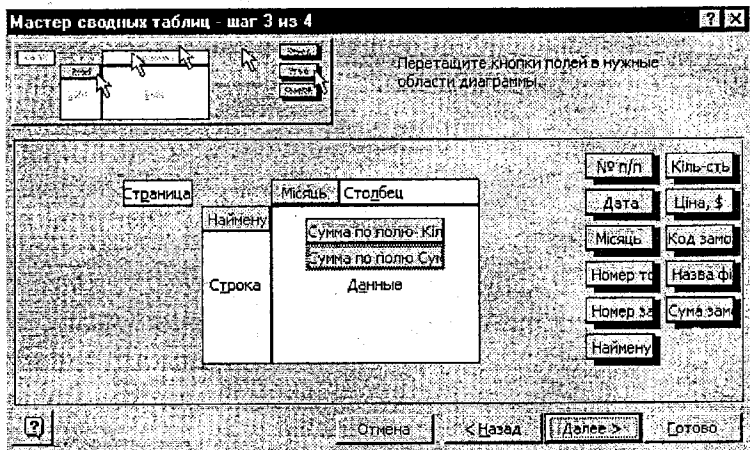 Мастер сводных таблиц - шаг 3 из 4
Перетащите кнопки полей в нужные
области диаграммы.
Страница
Місяць Столбец
Наймену
Сумма по полю Кіл
Сумма по полю Сум
Строка
Данные
№ п/п Кіль-сть
Дата Ціна, $
Місяць Код замо
Номер то Назва фі
Номер за Сума зам
Наймену
Отмена < Назад Далее > Готово